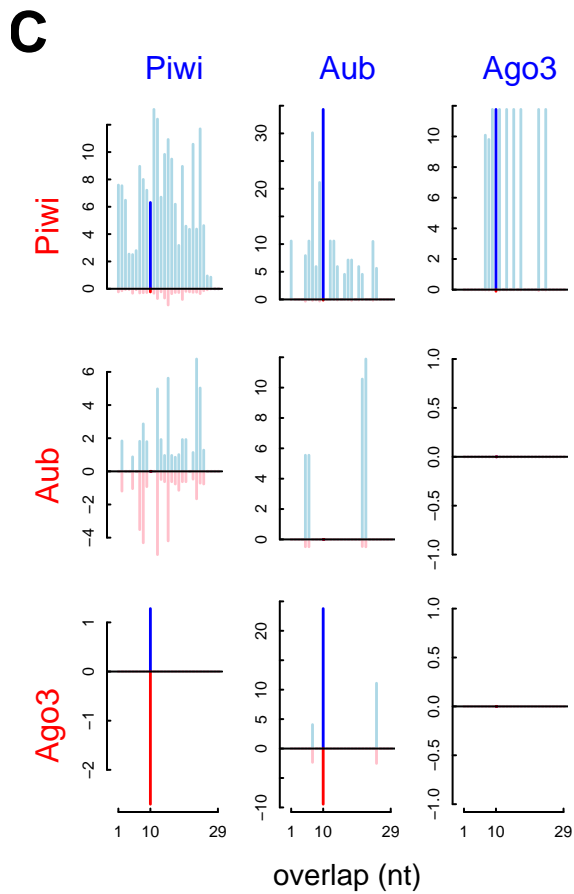 C
Piwi Aub Ago3
Piwi
0 2 4 6 8 10
0 5 10 20 30
0 2 4 6 8 10
Aub
−4 −2 0 2 4 6
0 2 4 6 8 10
−1.0 −0.5 0.0 0.5 1.0
Ago3
−2 −1 0 1
−10 0 5 10 20
−1.0 −0.5 0.0 0.5 1.0
1 10 29 1 10 29 1 10 29
overlap (nt)